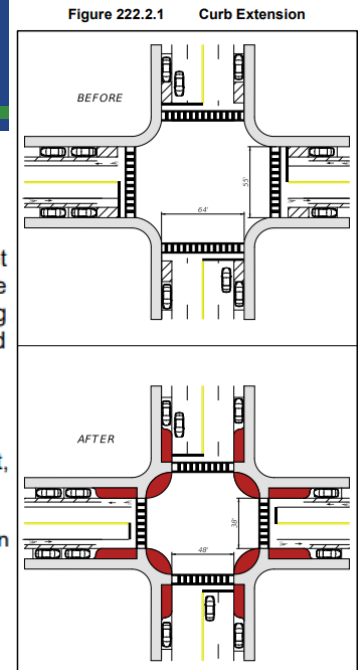 Figure 222.2.1 Curb Extension
BEFORE
55'
64'
t
e
g
d
AFTER
t,
n
38'
48'